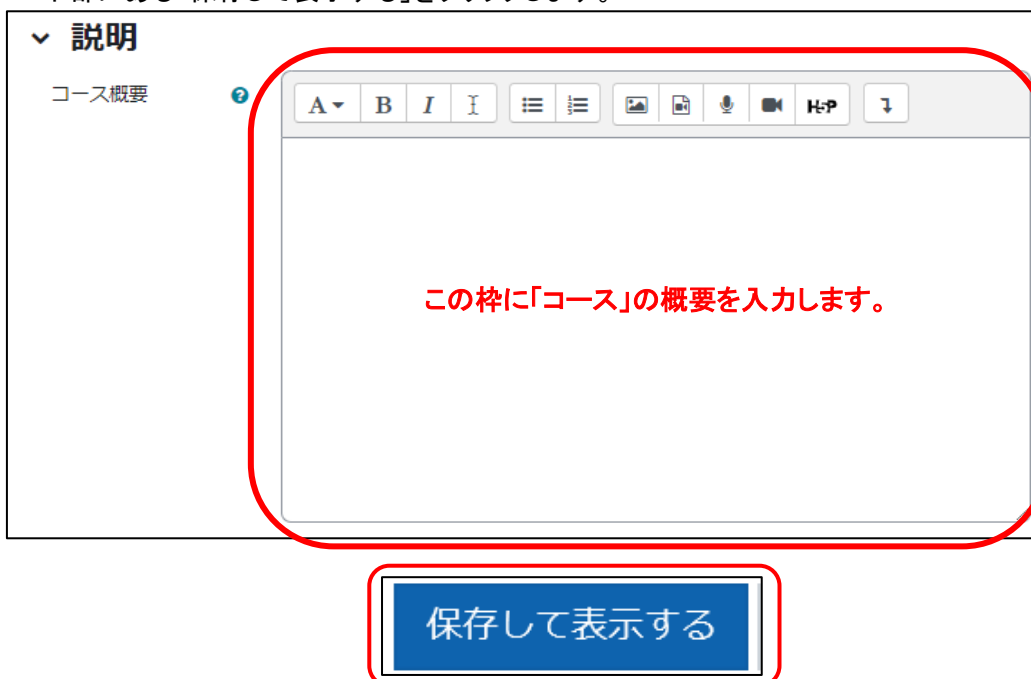 説明
コース概要
A B I
H-P
この枠に「コース」の概要を入力します。
保存して表示する